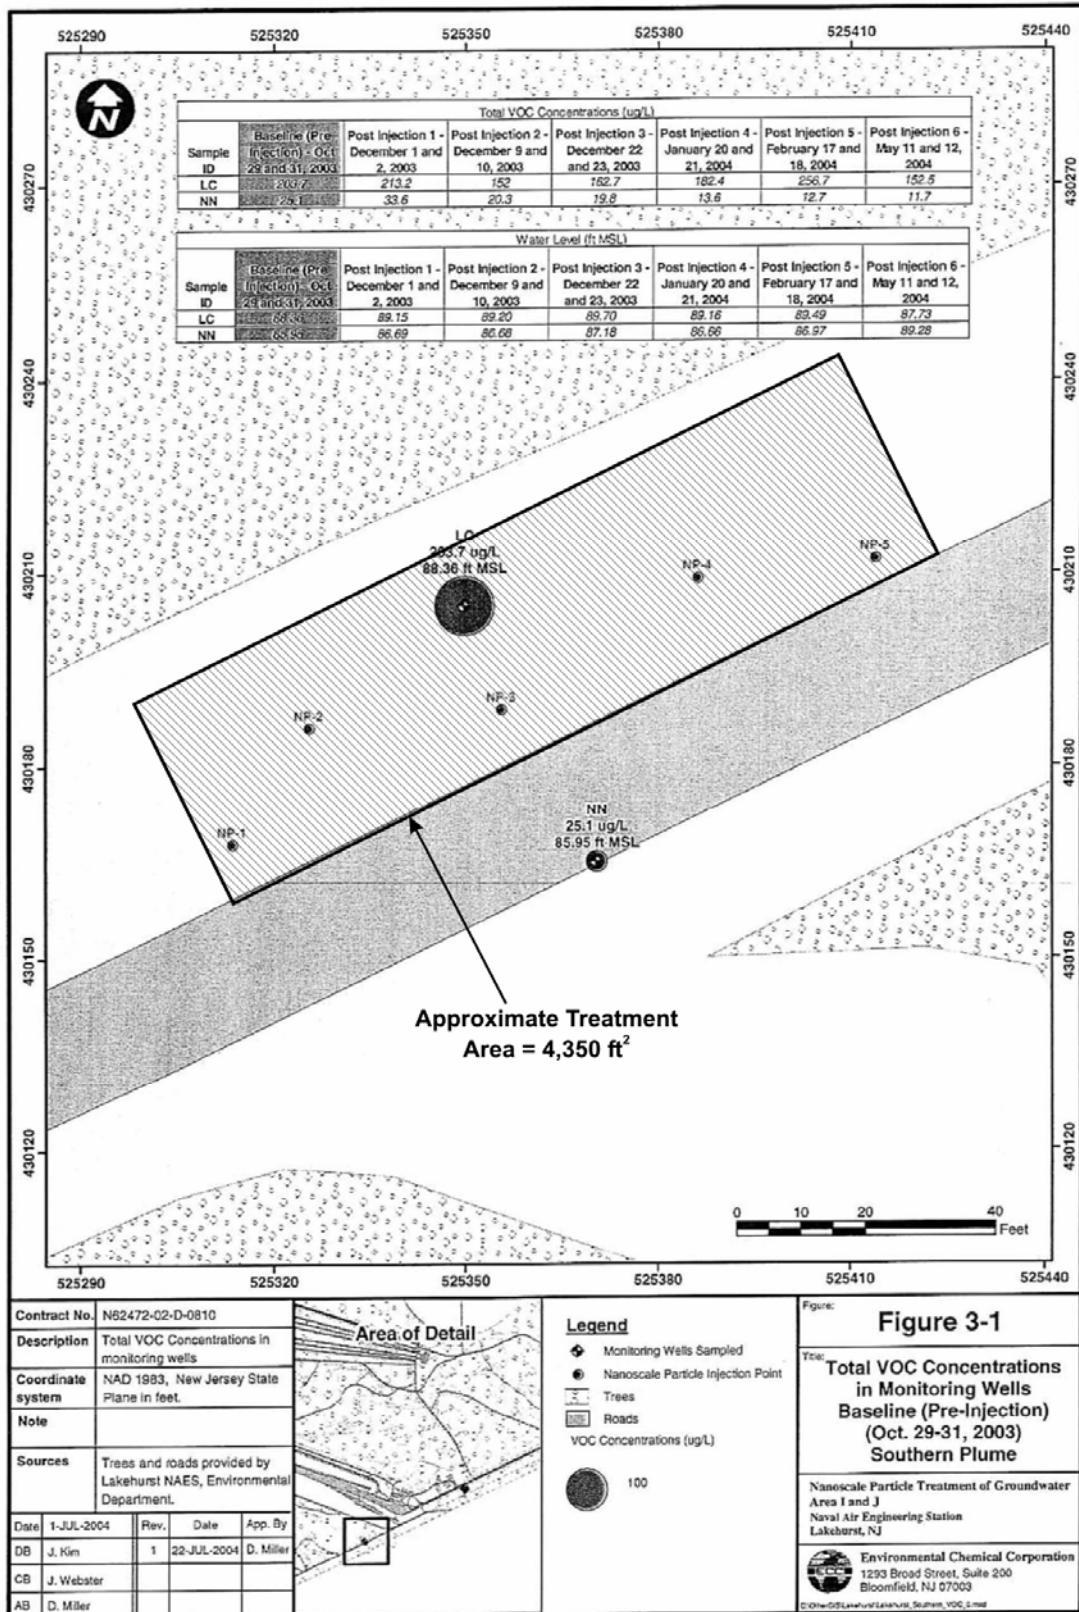 525290 525320 525350 525380 525410 525440
N
Total VOC Concentrations (ug/L)
Sample ID | Baseline (Pre-Injection) - Oct 29 and 31, 2003 | Post Injection 1 - December 1 and 2, 2003 | Post Injection 2 - December 9 and 10, 2003 | Post Injection 3 - December 22 and 23, 2003 | Post Injection 4 - January 20 and 21, 2004 | Post Injection 5 - February 17 and 18, 2004 | Post Injection 6 - May 11 and 12, 2004
LC 203.7 213.2 152 162.7 182.4 256.7 152.5
NN 25.1 33.6 20.3 19.8 13.6 12.7 11.7
Water Level (ft MSL)
Sample ID | Baseline (Pre-Injection) - Oct 29 and 31, 2003 | Post Injection 1 - December 1 and 2, 2003 | Post Injection 2 - December 9 and 10, 2003 | Post Injection 3 - December 22 and 23, 2003 | Post Injection 4 - January 20 and 21, 2004 | Post Injection 5 - February 17 and 18, 2004 | Post Injection 6 - May 11 and 12, 2004
LC 88.36 89.15 89.20 89.70 89.16 89.49 87.73
NN 85.95 86.69 86.68 87.18 86.66 86.97 89.28
430270 430270
430240 430240
430210 430210
430180 430180
430150 430150
430120 430120
LC
203.7 ug/L
88.36 ft MSL
NP-5
NP-4
NP-3
NP-2
NP-1
NN
25.1 ug/L
85.95 ft MSL
Approximate Treatment
Area = 4,350 ft²
0 10 20 40
Feet
525290 525320 525350 525380 525410 525440
Contract No. N62472-02-D-0810
Description Total VOC Concentrations in
monitoring wells
Coordinate system NAD 1983, New Jersey State
Plane in feet.
Note
Sources Trees and roads provided by
Lakehurst NAES, Environmental
Department.
Date 1-JUL-2004 Rev. Date App. By
DB J. Kim 1 22-JUL-2004 D. Miller
CB J. Webster
AB D. Miller
Area of Detail
Legend
Monitoring Wells Sampled
Nanoscale Particle Injection Point
Trees
Roads
VOC Concentrations (ug/L)
100
Figure:
Figure 3-1
Title:
Total VOC Concentrations
in Monitoring Wells
Baseline (Pre-Injection)
(Oct. 29-31, 2003)
Southern Plume
Nanoscale Particle Treatment of Groundwater
Area I and J
Naval Air Engineering Station
Lakehurst, NJ
ECC
Environmental Chemical Corporation
1293 Broad Street, Suite 200
Bloomfield, NJ 07003